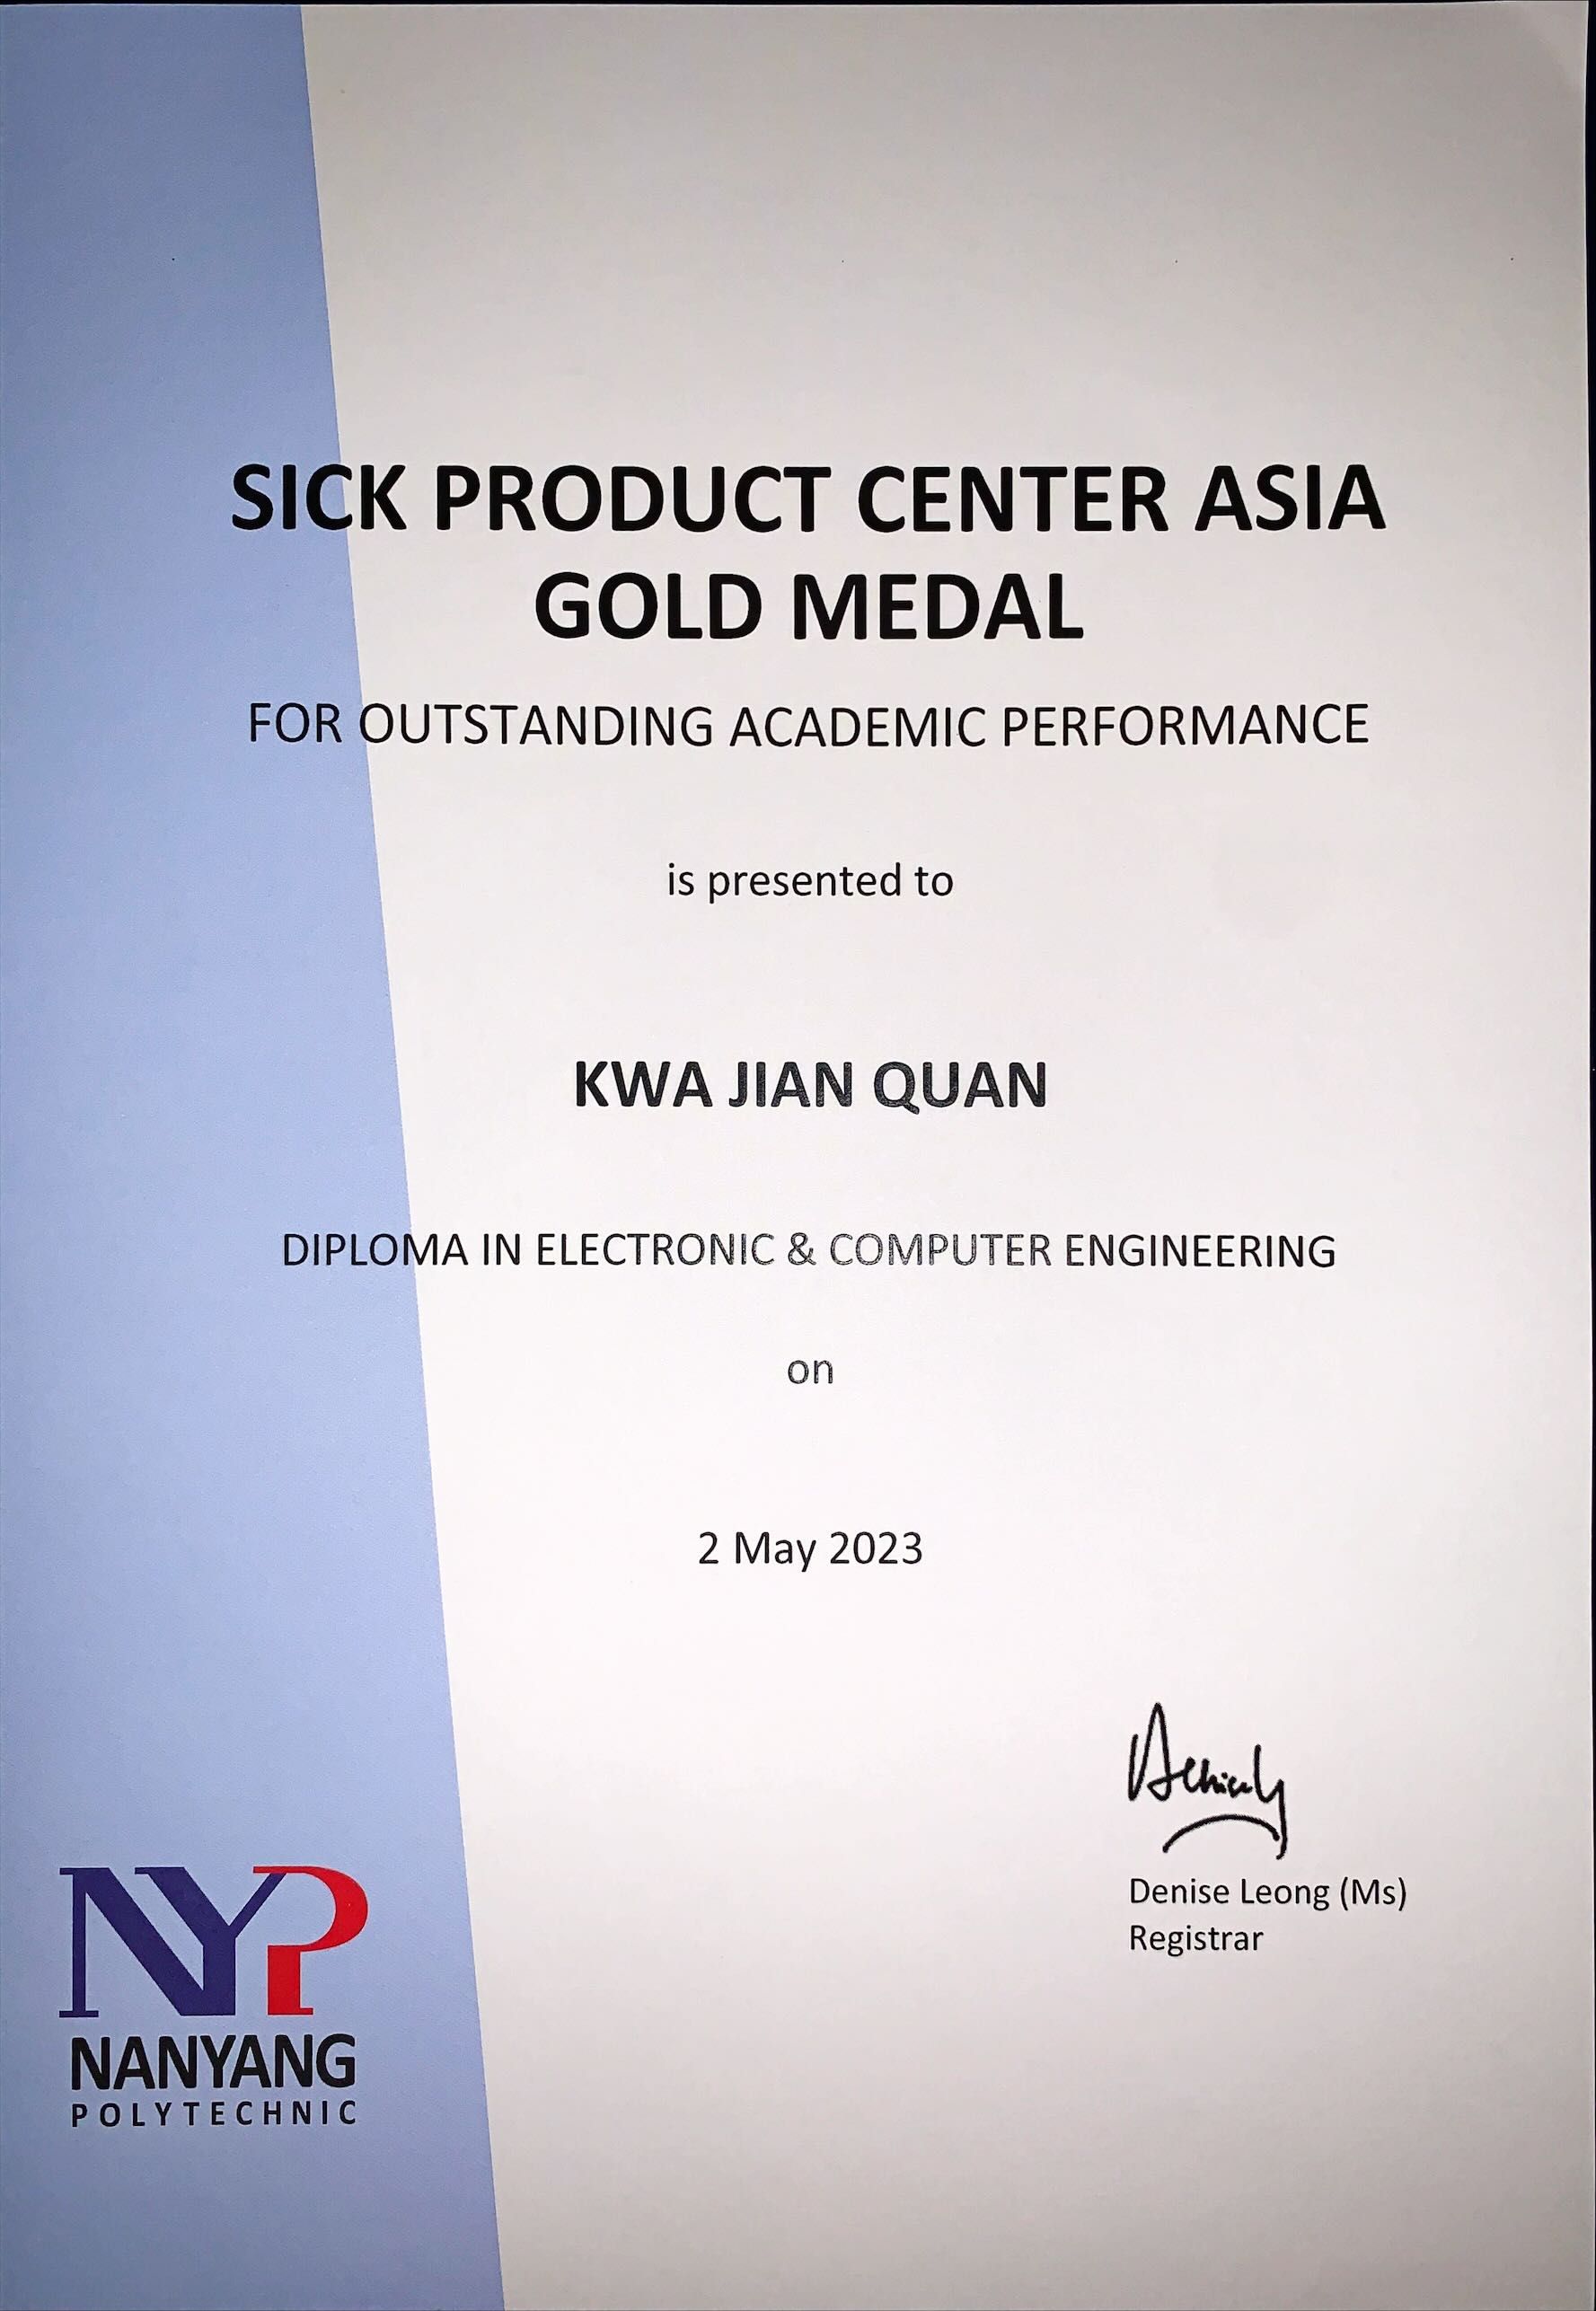 SICK PRODUCT CENTER ASIA
GOLD MEDAL
FOR OUTSTANDING ACADEMIC PERFORMANCE
is presented to
KWA JIAN QUAN
DIPLOMA IN ELECTRONIC & COMPUTER ENGINEERING
on
2 May 2023
Denise Leong (Ms)
Registrar
NYP
NANYANG
POLYTECHNIC